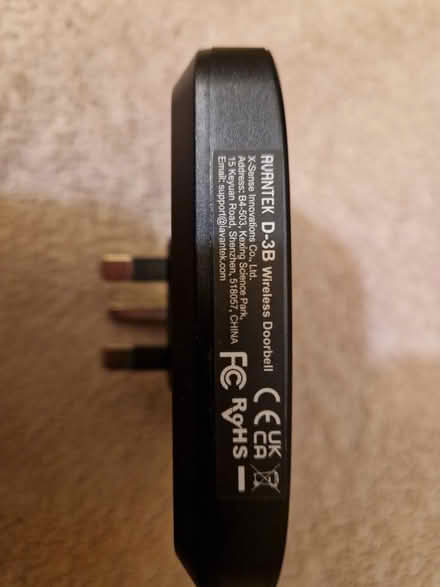 AVANTEK D-3B Wireless Doorbell
X-Sense Innovations Co., Ltd.
Address: B4-503, Kexing Science Park,
15 Keyuan Road, Shenzhen, 518057, CHINA
Email: support@iavantek.com
FC CE UK CA
RoHS